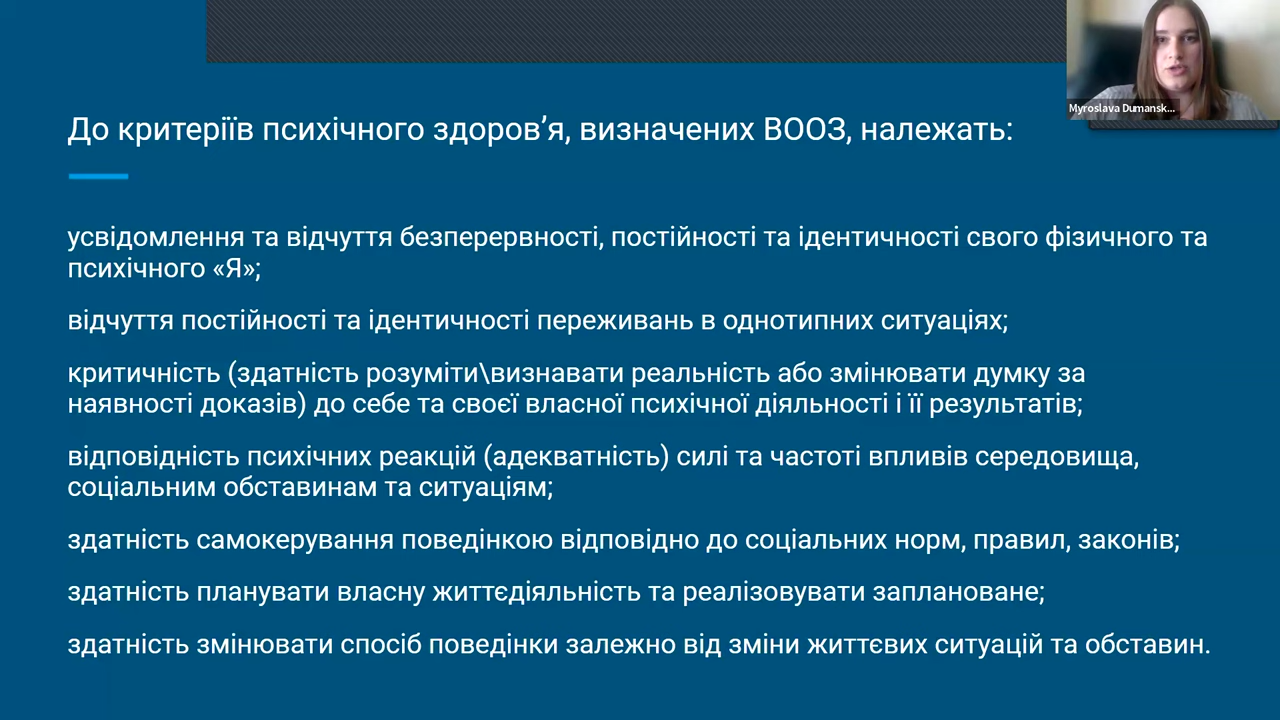 Myroslava Dumansk...
До критеріїв психічного здоров’я, визначених ВООЗ, належать:
усвідомлення та відчуття безперервності, постійності та ідентичності свого фізичного та
психічного «Я»;
відчуття постійності та ідентичності переживань в однотипних ситуаціях;
критичність (здатність розуміти\визнавати реальність або змінювати думку за
наявності доказів) до себе та своєї власної психічної діяльності і її результатів;
відповідність психічних реакцій (адекватність) силі та частоті впливів середовища,
соціальним обставинам та ситуаціям;
здатність самокерування поведінкою відповідно до соціальних норм, правил, законів;
здатність планувати власну життєдіяльність та реалізовувати заплановане;
здатність змінювати спосіб поведінки залежно від зміни життєвих ситуацій та обставин.